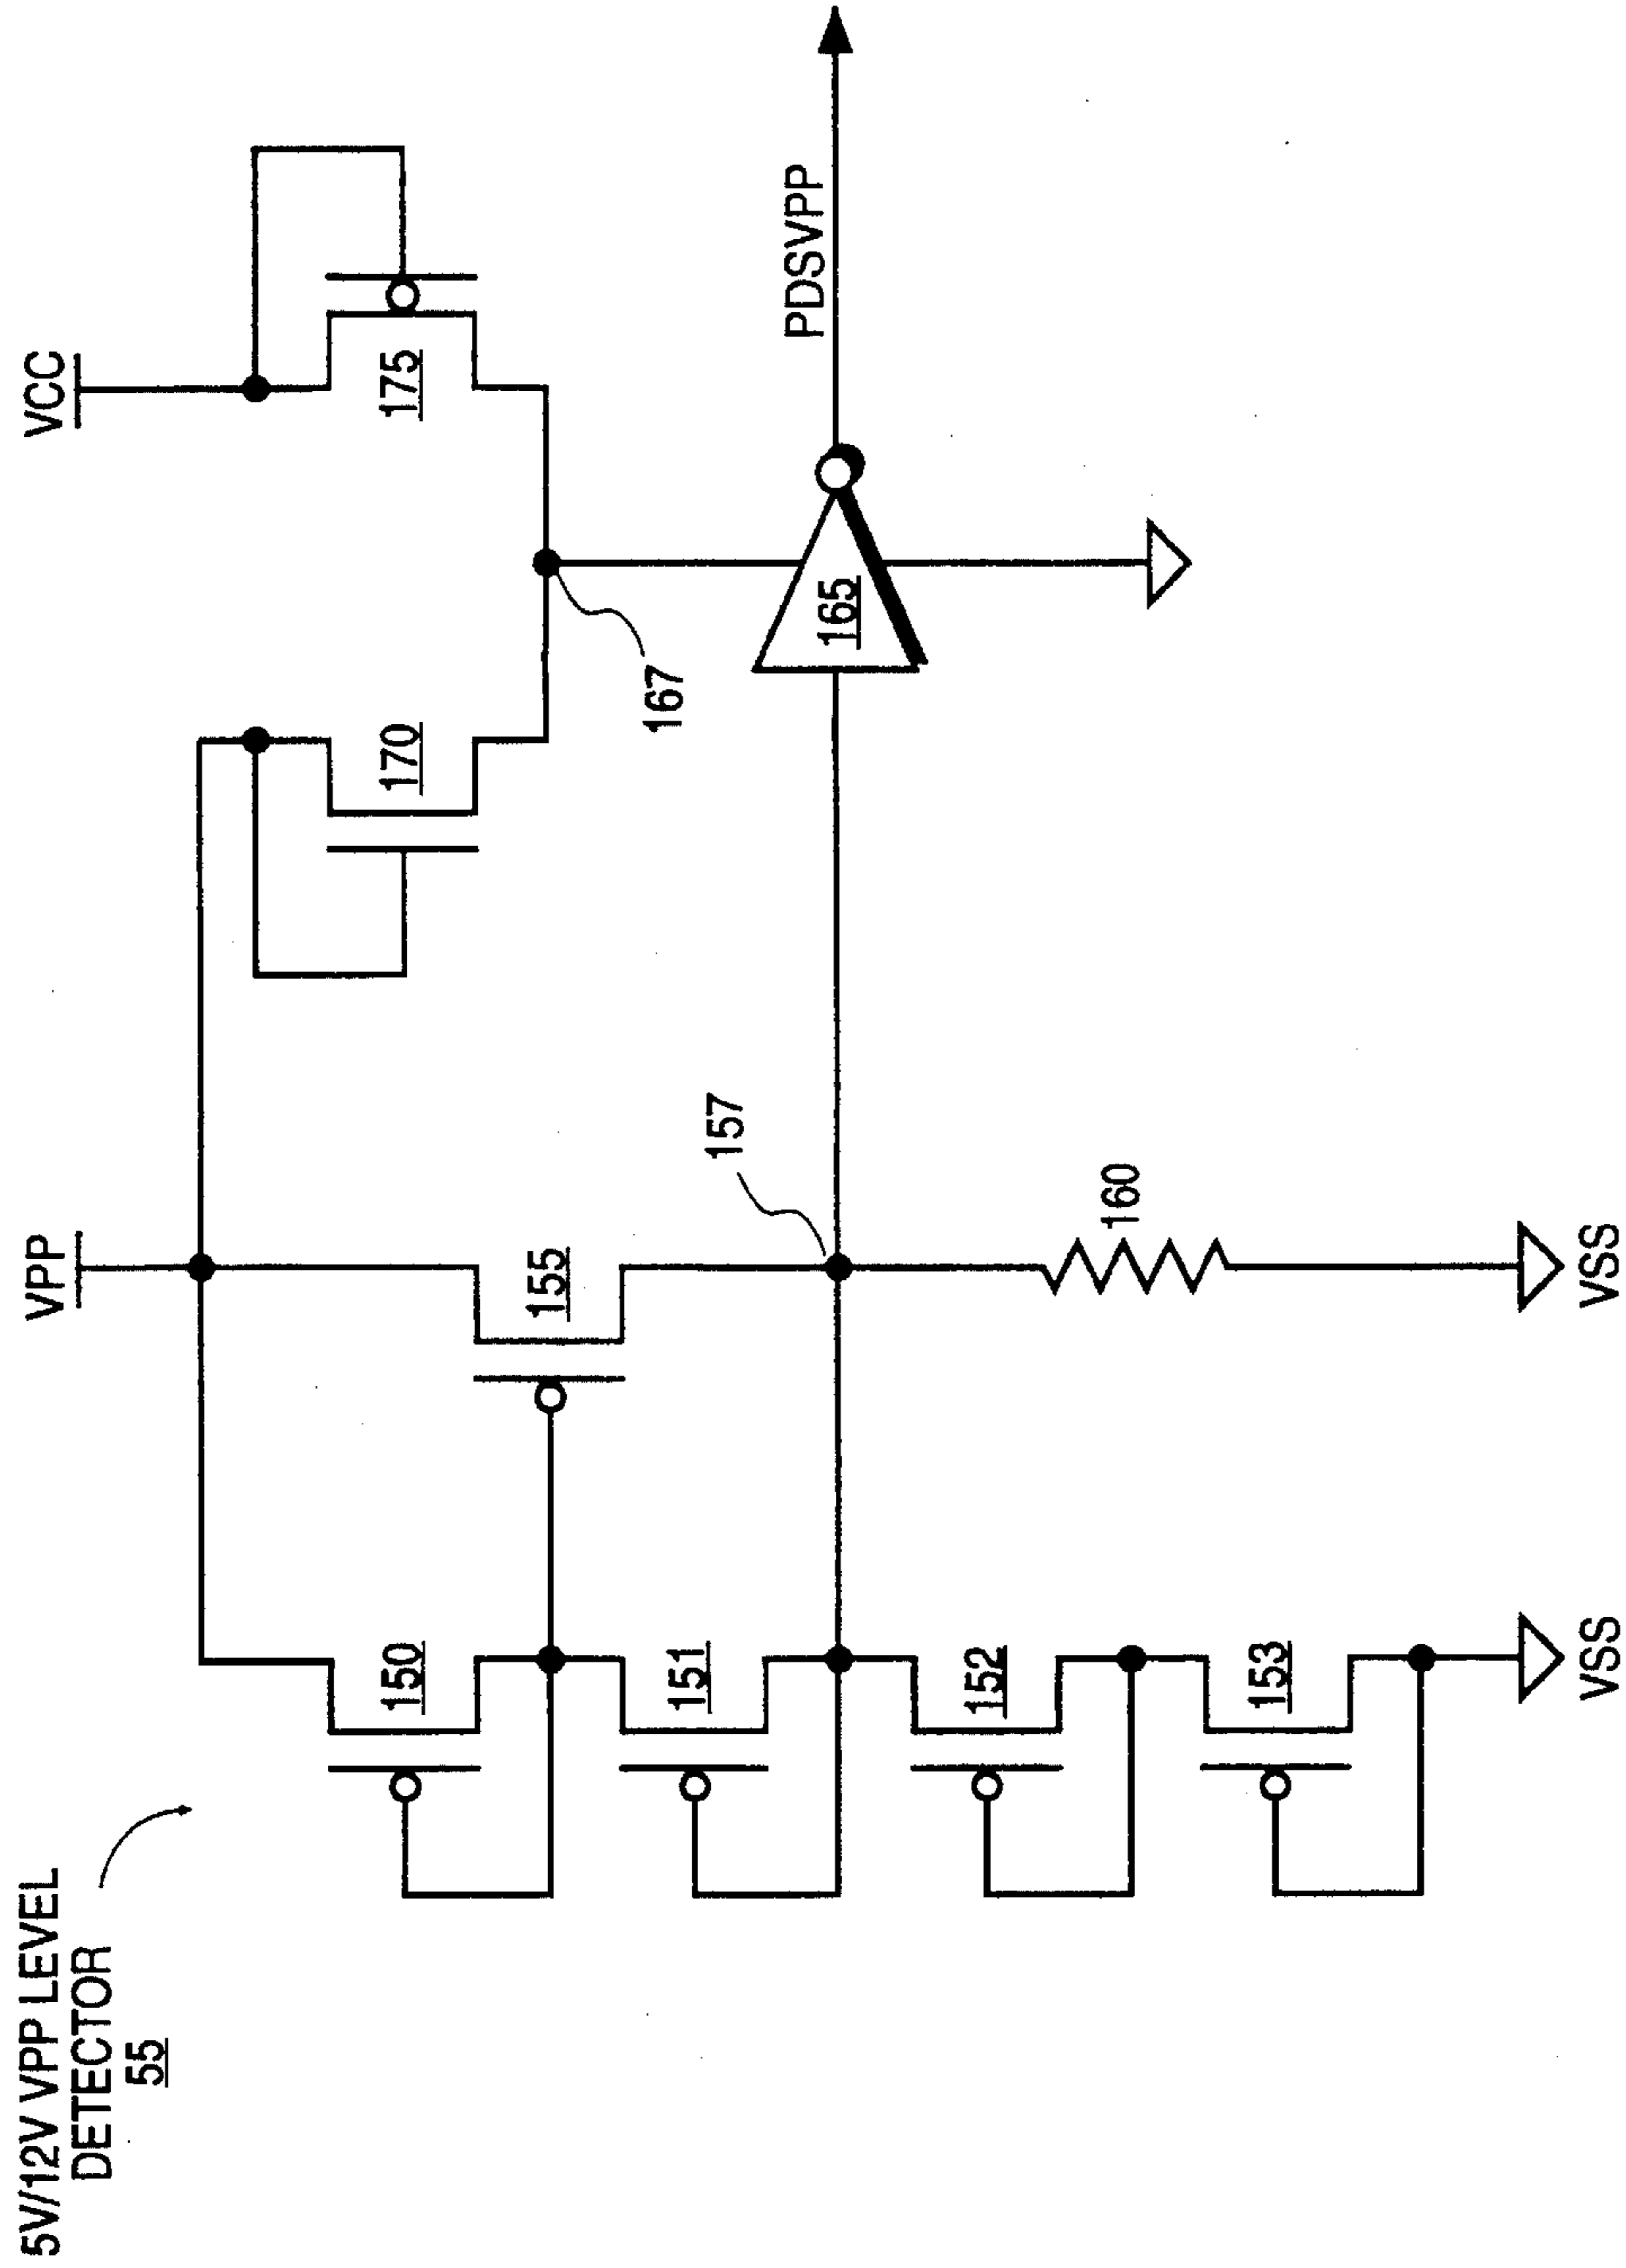 5V/12V VPP LEVEL
DETECTOR
55
VPP
VCC
150
155
170
175
151
157
167
165
PDSVPP
152
160
153
VSS
VSS